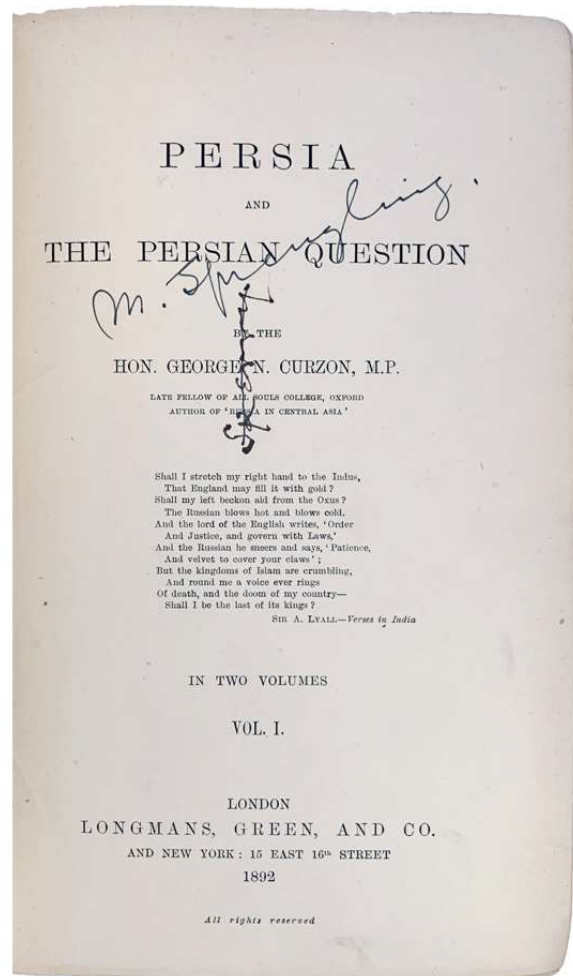 PERSIA
AND
THE PERSIAN QUESTION
M. Sprengling.
BY THE
HON. GEORGE N. CURZON, M.P.
LATE FELLOW OF ALL SOULS COLLEGE, OXFORD
AUTHOR OF 'RUSSIA IN CENTRAL ASIA'
Shall I stretch my right hand to the Indus,
That England may fill it with gold?
Shall my left beckon aid from the Oxus?
The Russian blows hot and blows cold.
And the lord of the English writes, 'Order
And Justice, and govern with Laws,'
And the Russian he sneers and says, 'Patience,
And velvet to cover your claws';
But the kingdoms of Islam are crumbling,
And round me a voice ever rings
Of death, and the doom of my country—
Shall I be the last of its kings?
SIR A. LYALL—Verses in India
IN TWO VOLUMES
VOL. I.
LONDON
LONGMANS, GREEN, AND CO.
AND NEW YORK: 15 EAST 16th STREET
1892
All rights reserved